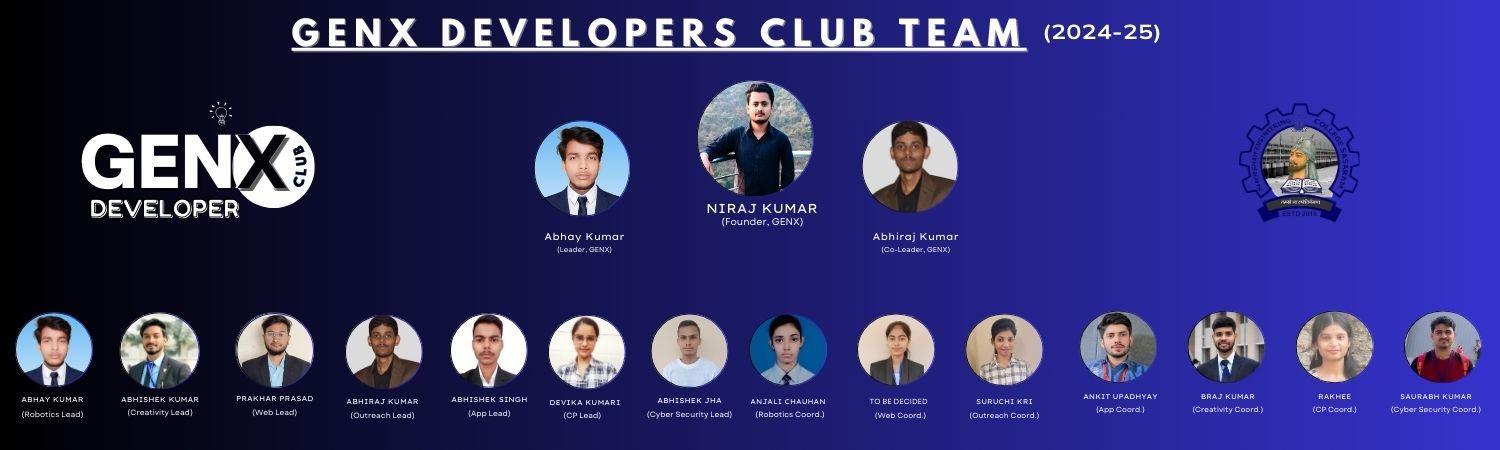 GENX DEVELOPERS CLUB TEAM (2024-25)
GENX CLUB
DEVELOPER
NIRAJ KUMAR
(Founder, GENX)
Abhay Kumar
(Leader, GENX)
Abhiraj Kumar
(Co-Leader, GENX)
COLLEGE SASARAM
ESTD 2016
ABHAY KUMAR
(Robotics Lead)
ABHISHEK KUMAR
(Creativity Lead)
PRAKHAR PRASAD
(Web Lead)
ABHIRAJ KUMAR
(Outreach Lead)
ABHISHEK SINGH
(App Lead)
DEVIKA KUMARI
(CP Lead)
ABHISHEK JHA
(Cyber Security Lead)
ANJALI CHAUHAN
(Robotics Coord.)
TO BE DECIDED
(Web Coord.)
SURUCHI KRI
(Outreach Coord.)
ANKIT UPADHYAY
(App Coord.)
BRAJ KUMAR
(Creativity Coord.)
RAKHEE
(CP Coord.)
SAURABH KUMAR
(Cyber Security Coord.)